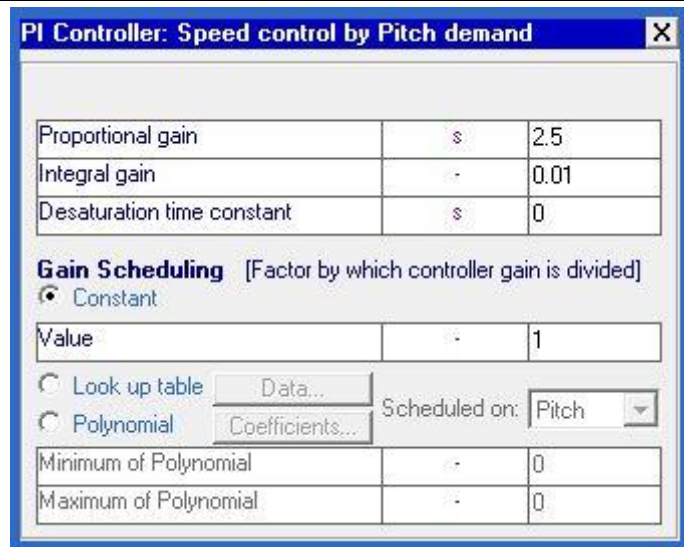 PI Controller: Speed control by Pitch demand
Proportional gain s 2.5
Integral gain - 0.01
Desaturation time constant s 0
Gain Scheduling [Factor by which controller gain is divided]
Constant
Value - 1
Look up table Data...
Scheduled on: Pitch
Polynomial Coefficients...
Minimum of Polynomial - 0
Maximum of Polynomial - 0